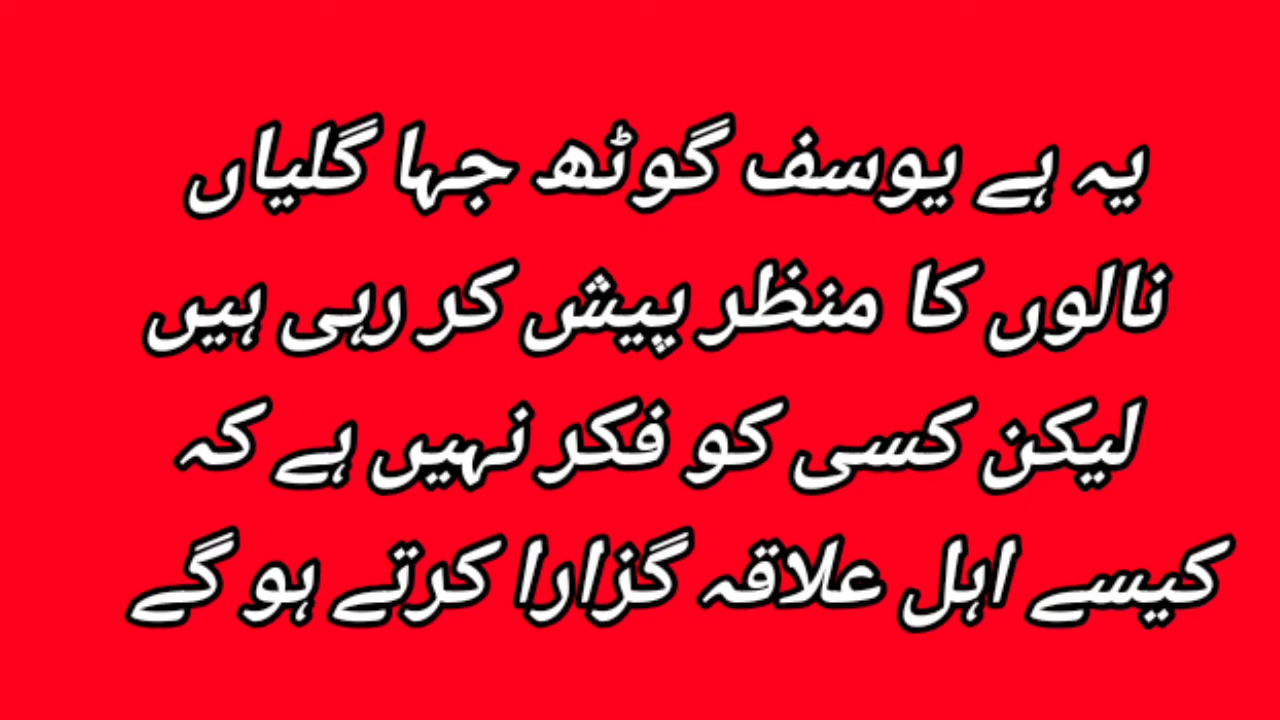 یہ ہے یوسف گوٹھ جہا گلیاں
نالوں کا منظر پیش کر رہی ہیں
لیکن کسی کو فکر نہیں ہے کہ
کیسے اہل علاقہ گزارا کرتے ہو گے